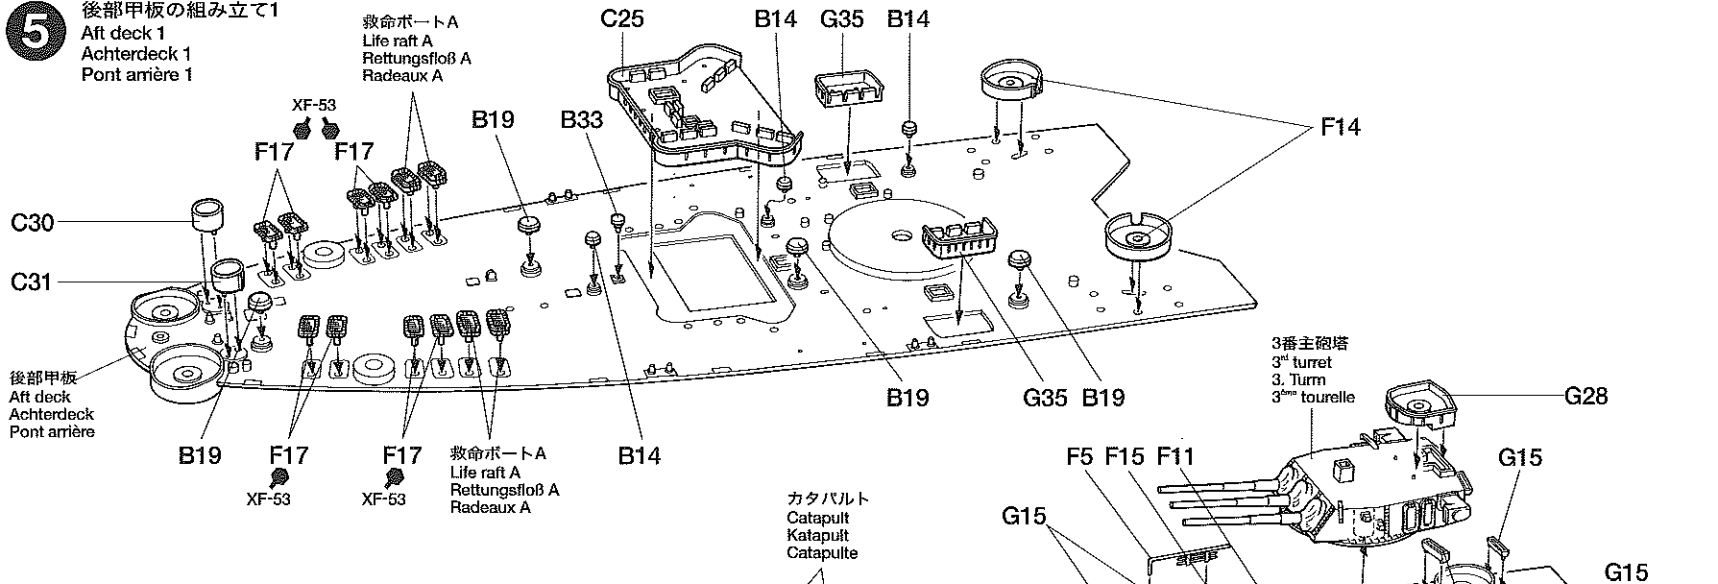 5
後部甲板の組み立て1
Aft deck 1
Achterdeck 1
Pont arrière 1
救命ボートA
Life raft A
Rettungsfloß A
Radeaux A
C25
B14
G35
B14
XF-53
F17
F17
B19
B33
F14
C30
C31
後部甲板
Aft deck
Achterdeck
Pont arrière
B19
F17
XF-53
F17
XF-53
救命ボートA
Life raft A
Rettungsfloß A
Radeaux A
B14
B19
G35
B19
3番主砲塔
3rd turret
3. Turm
3ème tourelle
G28
F5
F15
F11
G15
G15
カタパルト
Catapult
Katapult
Catapulte
G15